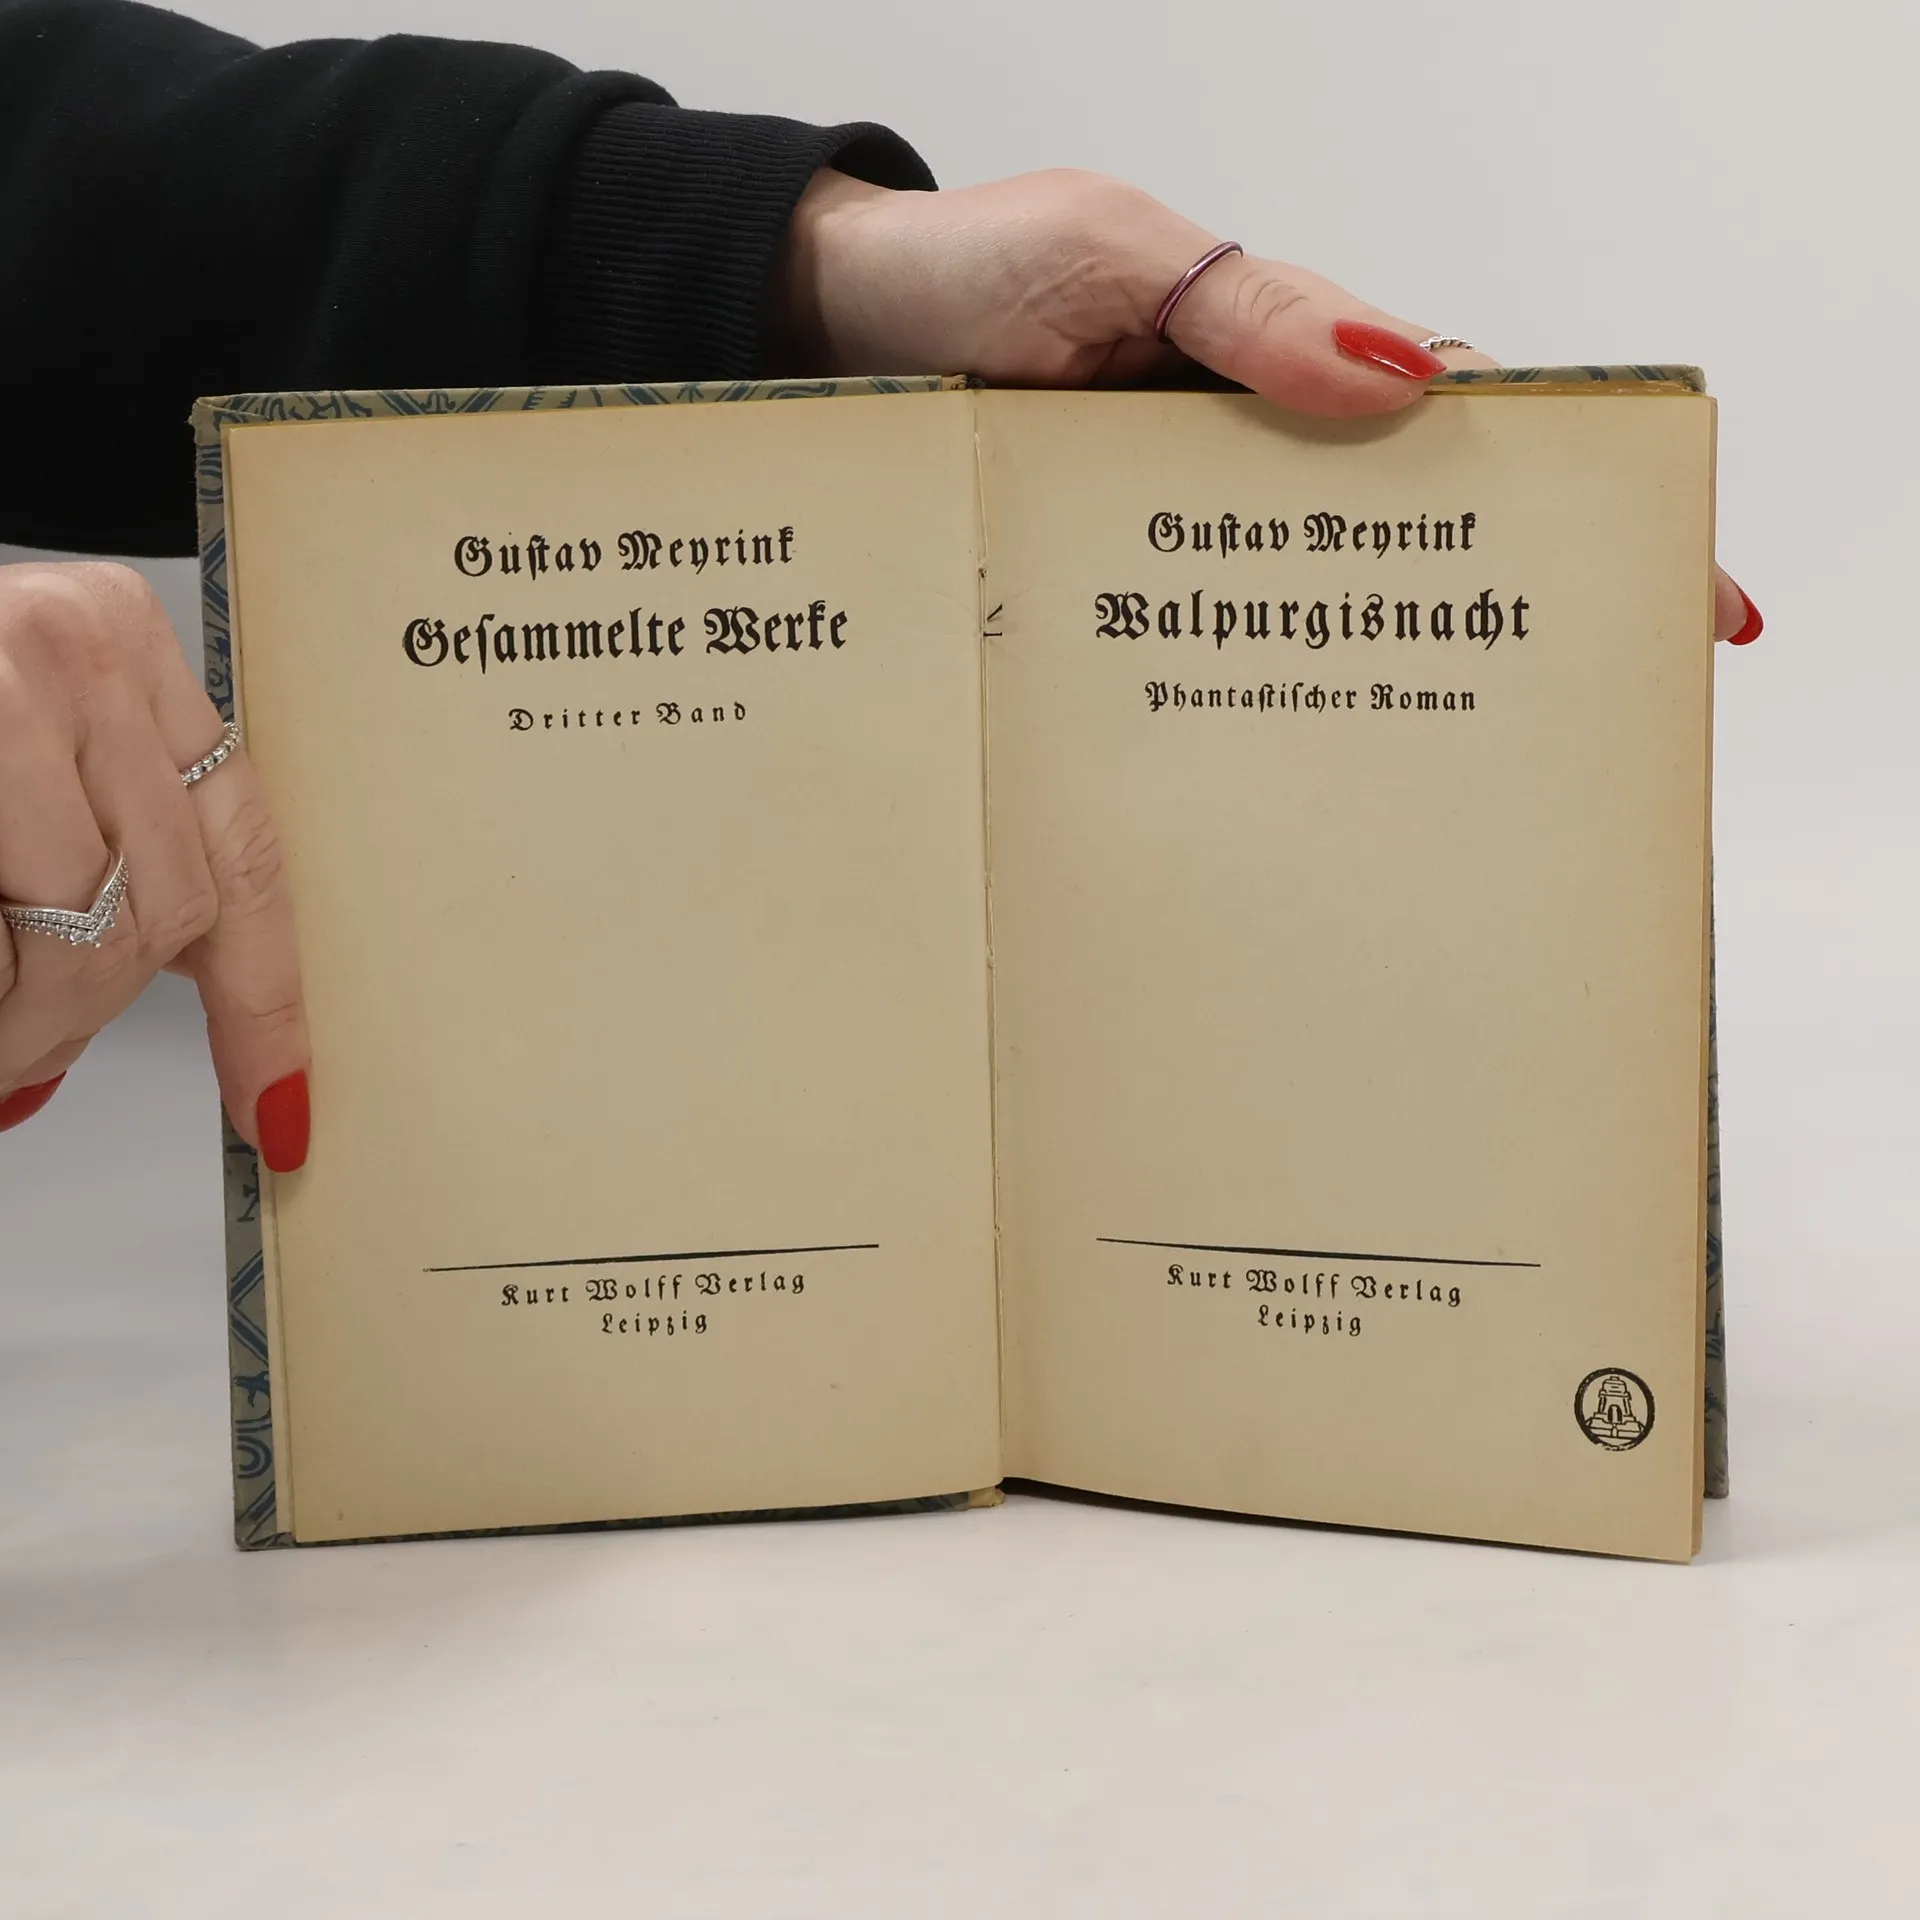 Gustav Meyrink
Gesammelte Werke
Dritter Band
Kurt Wolff Verlag
Leipzig
Gustav Meyrink
Walpurgisnacht
Phantastischer Roman
Kurt Wolff Verlag
Leipzig